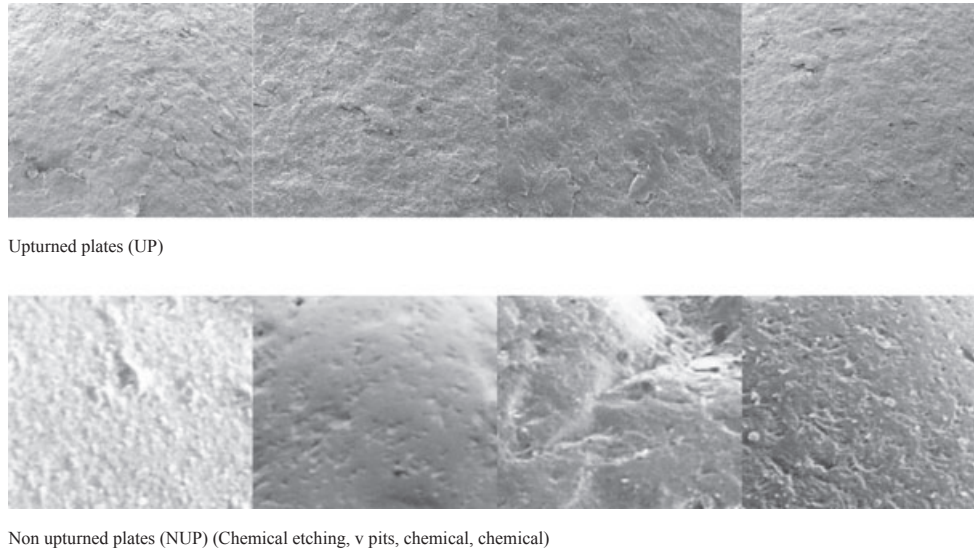 Upturned plates (UP)
Non upturned plates (NUP) (Chemical etching, v pits, chemical, chemical)